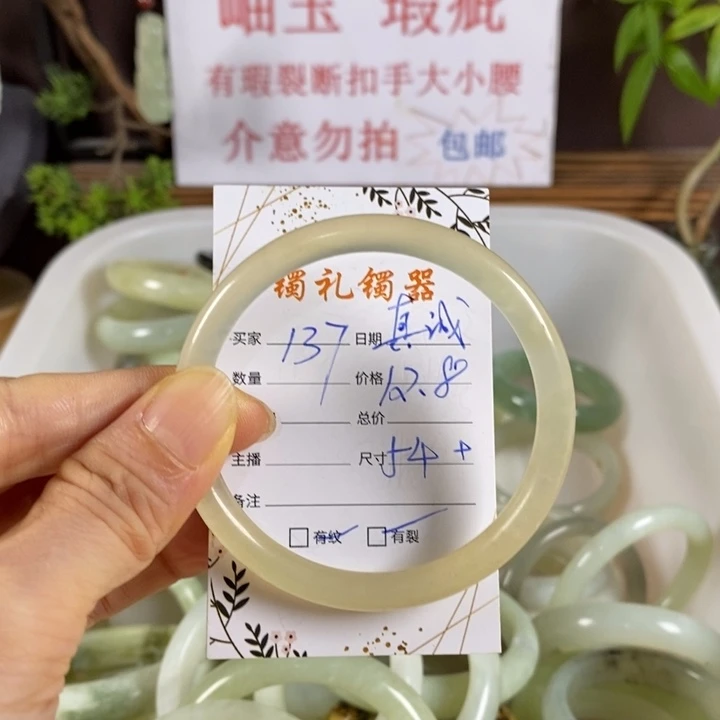 岫玉 瑕疵
有瑕裂断扣手大小腰
介意勿拍 包邮
镯礼镯器
买家 137 日期 真诚
数量 价格 12.8
总价
主播 尺寸 54+
备注
□有纹 □有裂